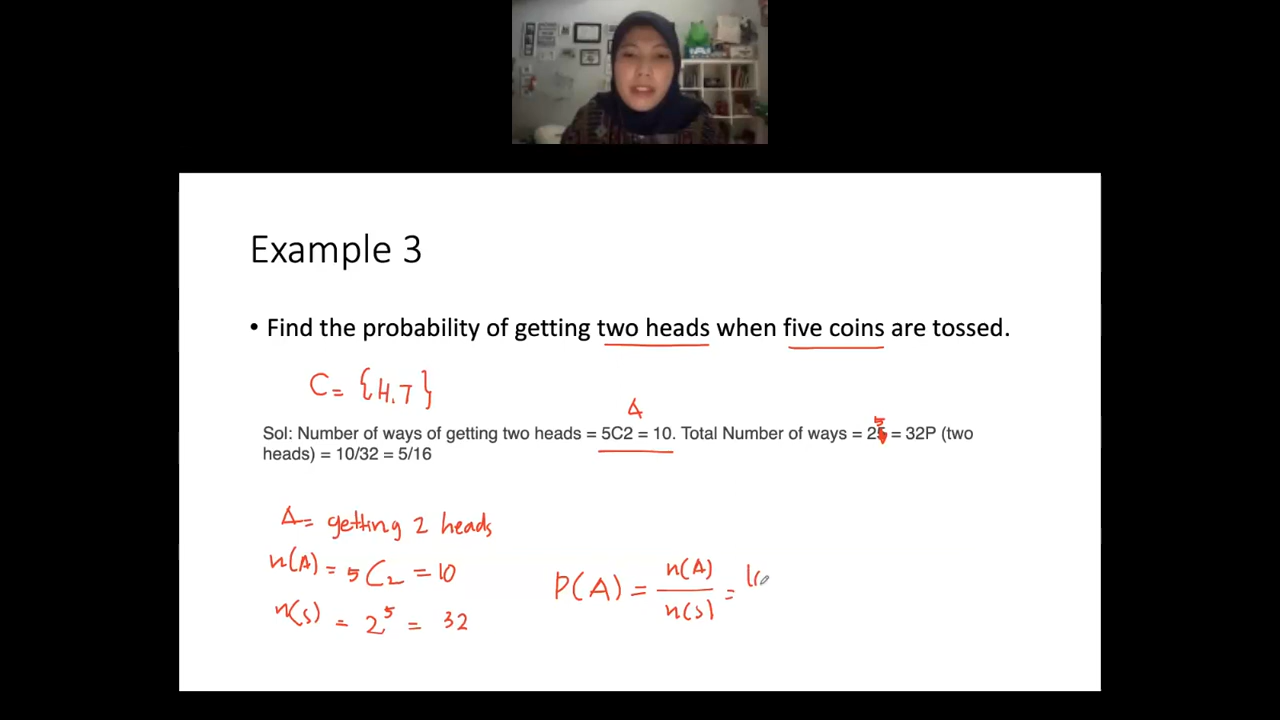 Example 3
• Find the probability of getting two heads when five coins are tossed.
C = {H, T}
A
5
Sol: Number of ways of getting two heads = 5C2 = 10. Total Number of ways = 25 = 32P (two
heads) = 10/32 = 5/16
A = getting 2 heads
n(A) = 5C2 = 10
n(S) = 2^5 = 32
P(A) = n(A)/n(S) = 10